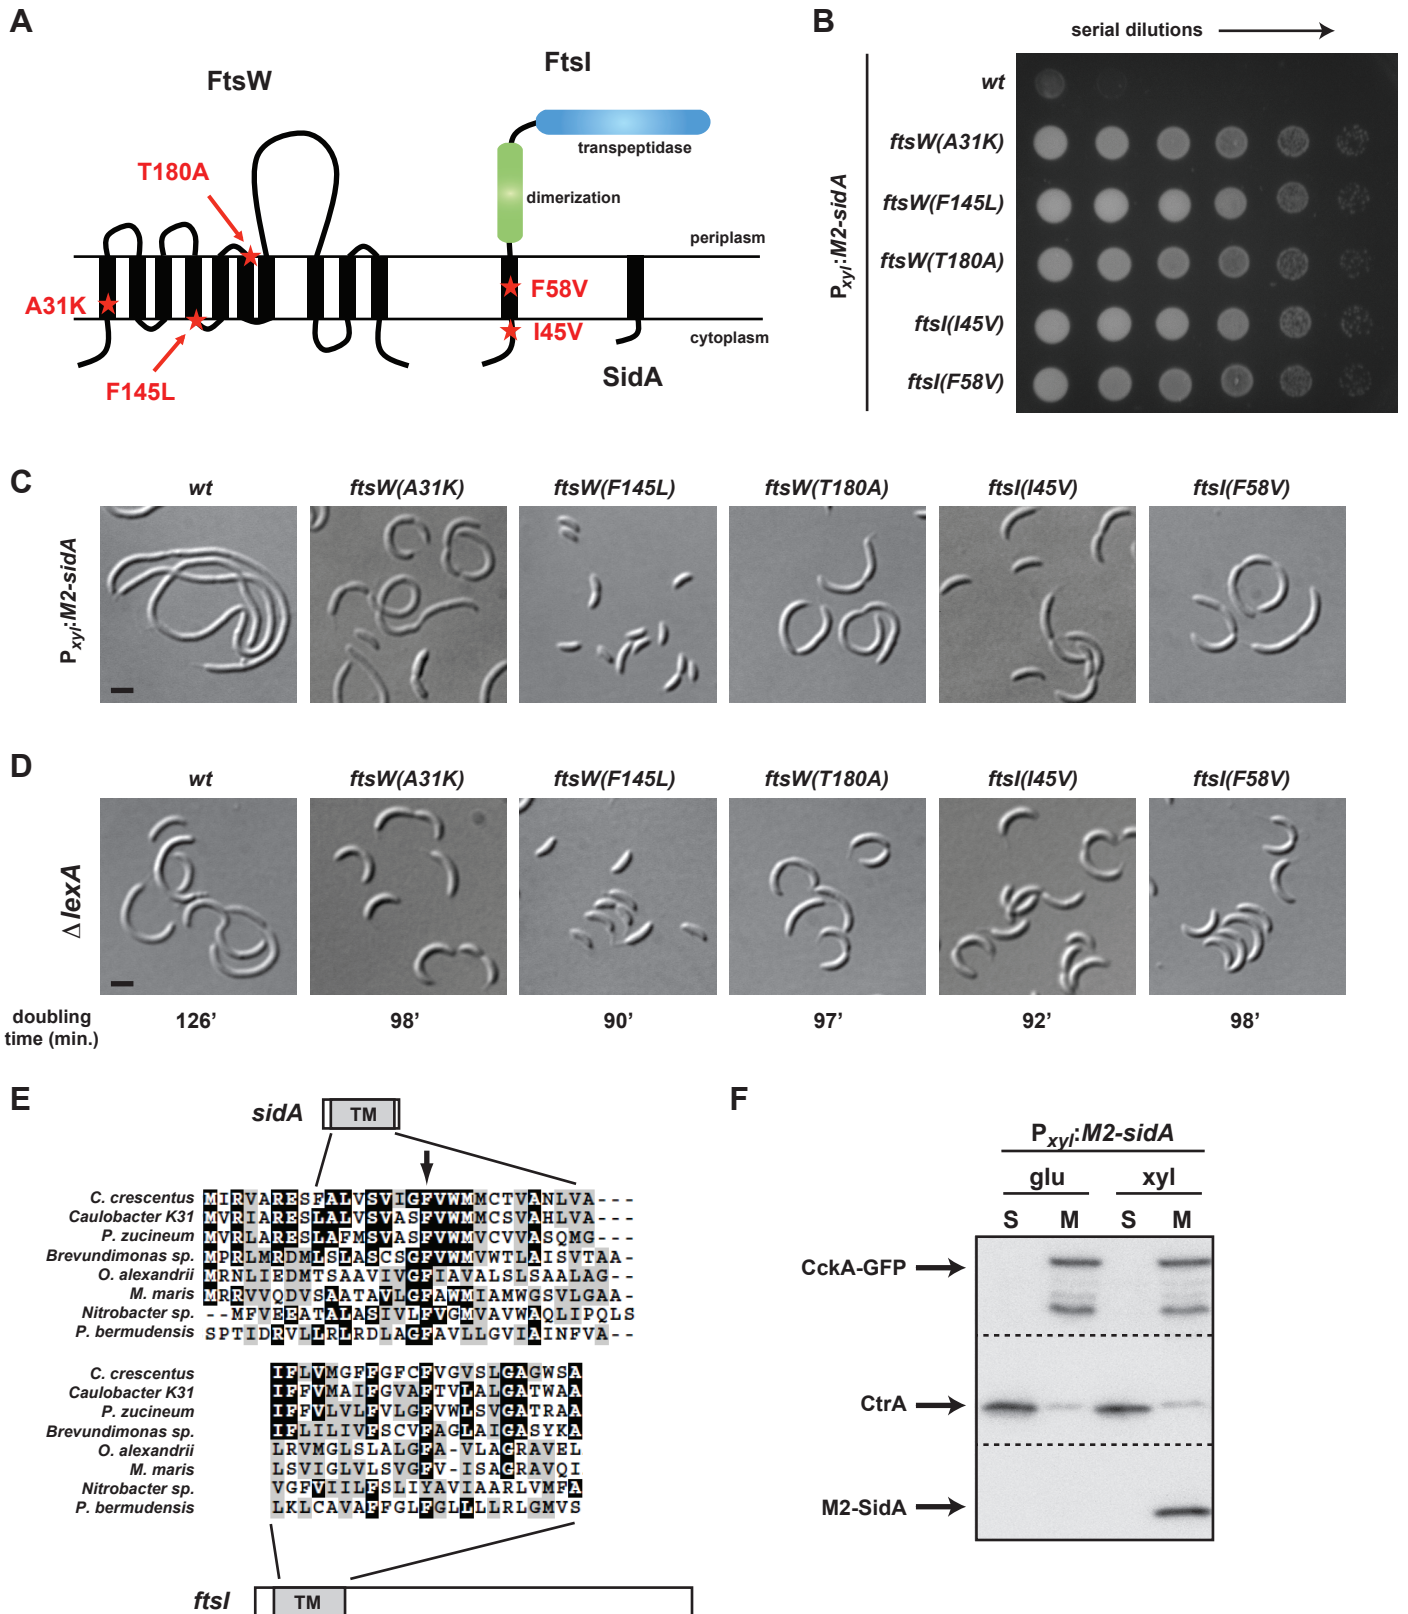 A
FtsW
FtsI
T180A
transpeptidase
dimerization
periplasm
A31K
F58V
I45V
cytoplasm
F145L
SidA
B
serial dilutions
Pxyl:M2-sidA
wt
ftsW(A31K)
ftsW(F145L)
ftsW(T180A)
ftsI(I45V)
ftsI(F58V)
C
wt ftsW(A31K) ftsW(F145L) ftsW(T180A) ftsI(I45V) ftsI(F58V)
Pxyl:M2-sidA
D
wt ftsW(A31K) ftsW(F145L) ftsW(T180A) ftsI(I45V) ftsI(F58V)
Δ lexA
doubling
time (min.)
126’ 98’ 90’ 97’ 92’ 98’
E
sidA TM
C. crescentus MIRVARESFALVSVIGFVWMMCTVANLVA---
Caulobacter K31 MVRIARESLALVSVASFVWMMCSVAHLVA---
P. zucineum MVRLARESLAFMSVASFVWMVCVVASQMG---
Brevundimonas sp. MPRLMRDMLSLASCSGFVWMVWTLAISVTAA-
O. alexandrii MRNLIEDMTSAAVIVGFIAVALSLSAALAG--
M. maris MRRVVQDVSAATAVLGFAWMIAMWGSVLGAA-
Nitrobacter sp. --MFVEEATALASIVLFVGMVAVWAQLIPQLS
P. bermudensis SPTIDRVLLRLRDLAGFAVLLGVIAINFVA--
C. crescentus IFLVMGFFGFCFVGVSLGAGWSA
Caulobacter K31 IFFVMAIFGVAFTVLALGATWAA
P. zucineum IFFVLVLFVLGFVWLSVGATRAA
Brevundimonas sp. IFLILIVFSCVFAGLAIGASYKA
O. alexandrii LRVMGLSLALGFA-VLAGRAVEL
M. maris LSVIGLVLSVGFV-ISAGRAVQI
Nitrobacter sp. VGFVIILFSLIYAVIAARLVMFA
P. bermudensis LKLCAVAFFGLFGLLLLRLGMVS
ftsI TM
F
Pxyl:M2-sidA
glu xyl
S M S M
CckA-GFP
CtrA
M2-SidA